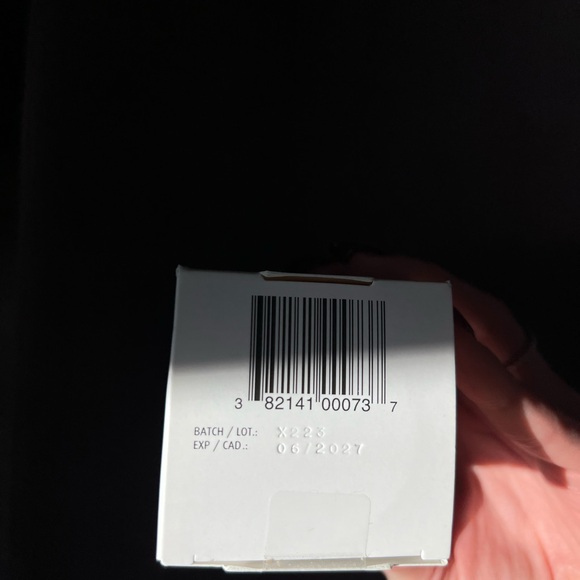 3 82141 00073 7
BATCH / LOT.: X223
EXP / CAD.: 06/2027